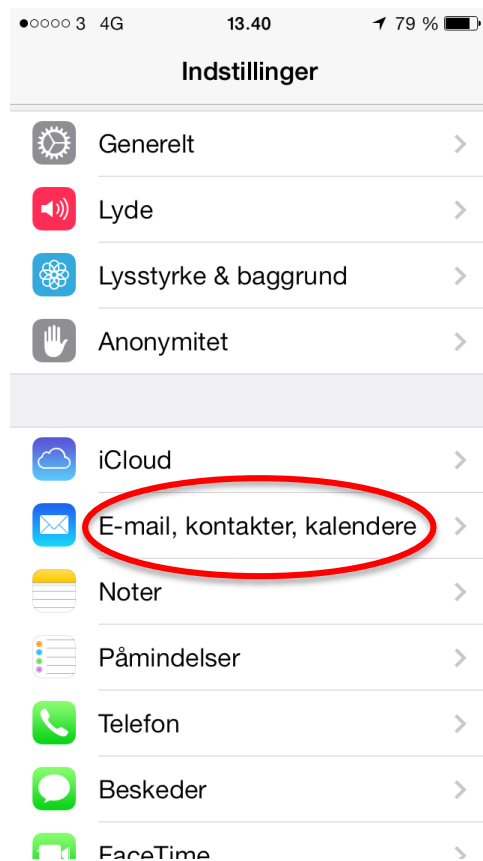 3 4G 13.40 79 %
Indstillinger
Generelt
Lyde
Lysstyrke & baggrund
Anonymitet
iCloud
E-mail, kontakter, kalendere
Noter
Påmindelser
Telefon
Beskeder
FaceTime